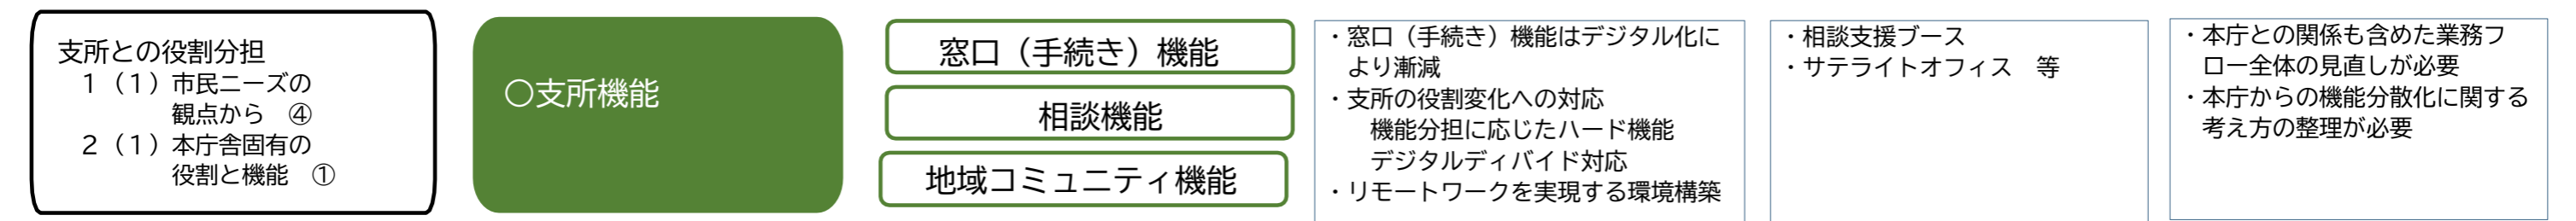 支所との役割分担
１（１）市民ニーズの
観点から　④
２（１）本庁舎固有の
役割と機能　①
○支所機能
窓口（手続き）機能
相談機能
地域コミュニティ機能
・窓口（手続き）機能はデジタル化に
より漸減
・支所の役割変化への対応
機能分担に応じたハード機能
デジタルディバイド対応
・リモートワークを実現する環境構築
・相談支援ブース
・サテライトオフィス　等
・本庁との関係も含めた業務フ
ロー全体の見直しが必要
・本庁からの機能分散化に関する
考え方の整理が必要